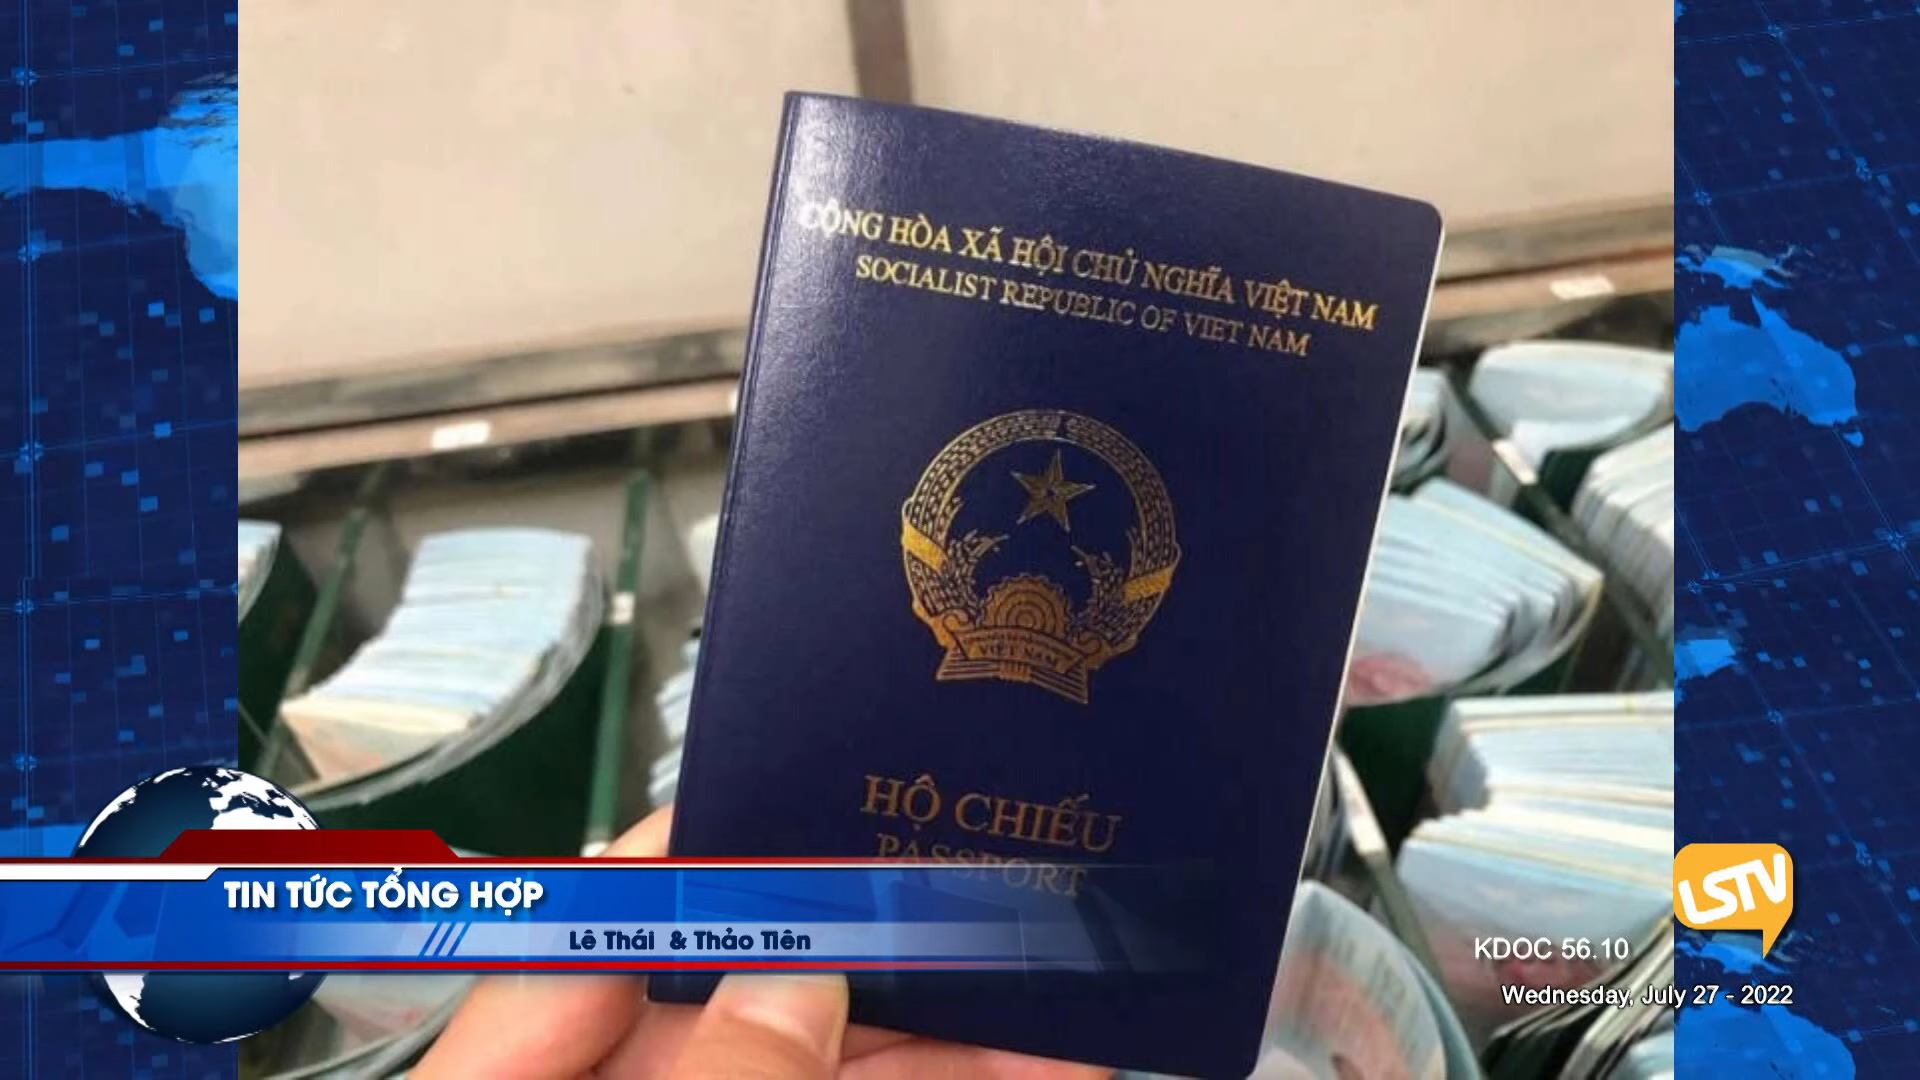 CỘNG HÒA XÃ HỘI CHỦ NGHĨA VIỆT NAM
SOCIALIST REPUBLIC OF VIET NAM
VIỆT NAM
HỘ CHIẾU
PASSPORT
TIN TỨC TỔNG HỢP
Lê Thái & Thảo Tiên
LSTV
KDOC 56.10
Wednesday, July 27 - 2022